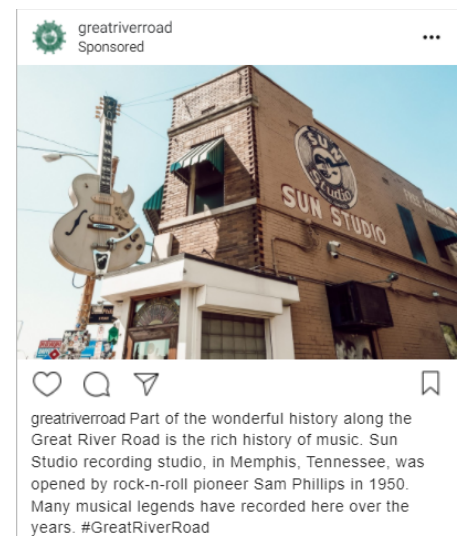 greatriverroad
Sponsored
SUN
Studio
SUN STUDIO
FREE PARKING
greatriverroad Part of the wonderful history along the
Great River Road is the rich history of music. Sun
Studio recording studio, in Memphis, Tennessee, was
opened by rock-n-roll pioneer Sam Phillips in 1950.
Many musical legends have recorded here over the
years. #GreatRiverRoad